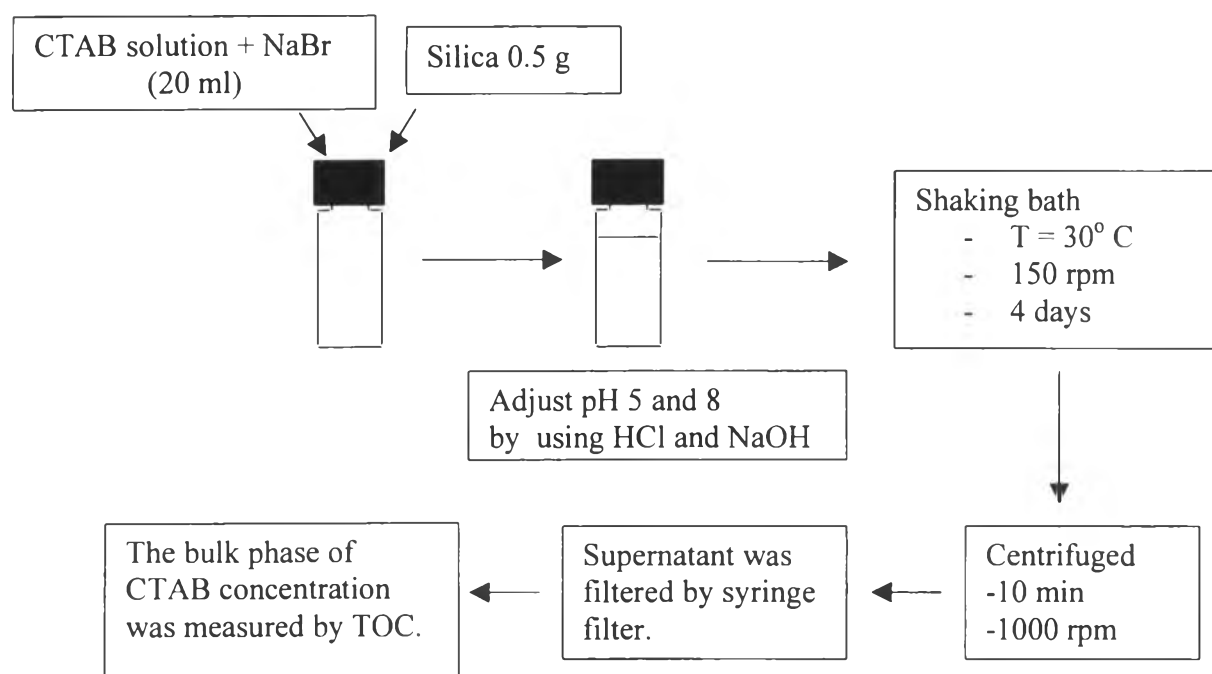 CTAB solution + NaBr
(20 ml)
Silica 0.5 g
Adjust pH 5 and 8
by using HCl and NaOH
Shaking bath
- T = 30° C
- 150 rpm
- 4 days
Centrifuged
-10 min
-1000 rpm
Supernatant was
filtered by syringe
filter.
The bulk phase of
CTAB concentration
was measured by TOC.